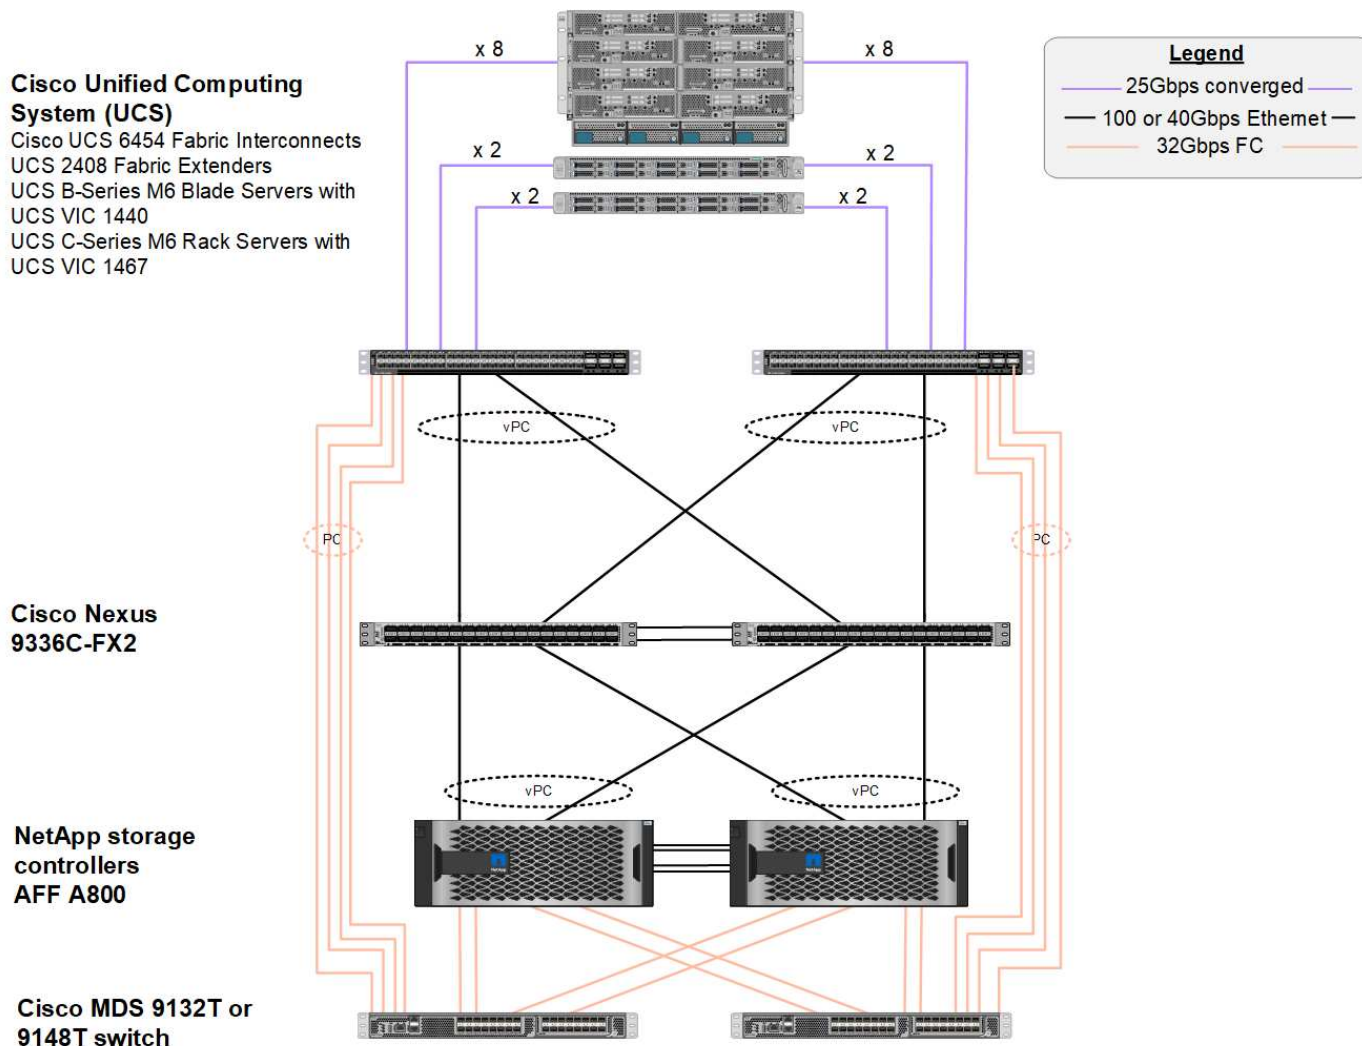 x 8
x 8
Legend
25Gbps converged
100 or 40Gbps Ethernet
32Gbps FC
Cisco Unified Computing
System (UCS)
Cisco UCS 6454 Fabric Interconnects
UCS 2408 Fabric Extenders
UCS B-Series M6 Blade Servers with
UCS VIC 1440
UCS C-Series M6 Rack Servers with
UCS VIC 1467
x 2
x 2
x 2
x 2
vPC
vPC
PC
PC
Cisco Nexus
9336C-FX2
vPC
vPC
NetApp storage
controllers
AFF A800
NetApp
NetApp
Cisco MDS 9132T or
9148T switch